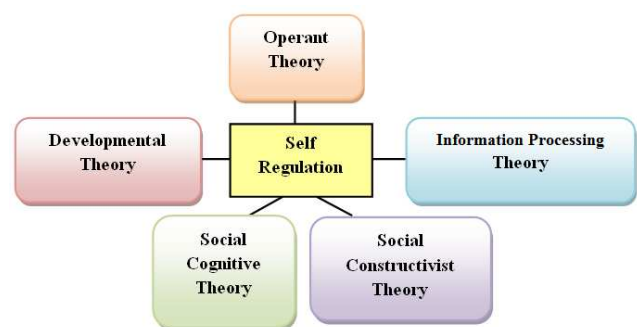 Operant
Theory
Developmental
Theory
Self
Regulation
Information Processing
Theory
Social
Cognitive
Theory
Social
Constructivist
Theory